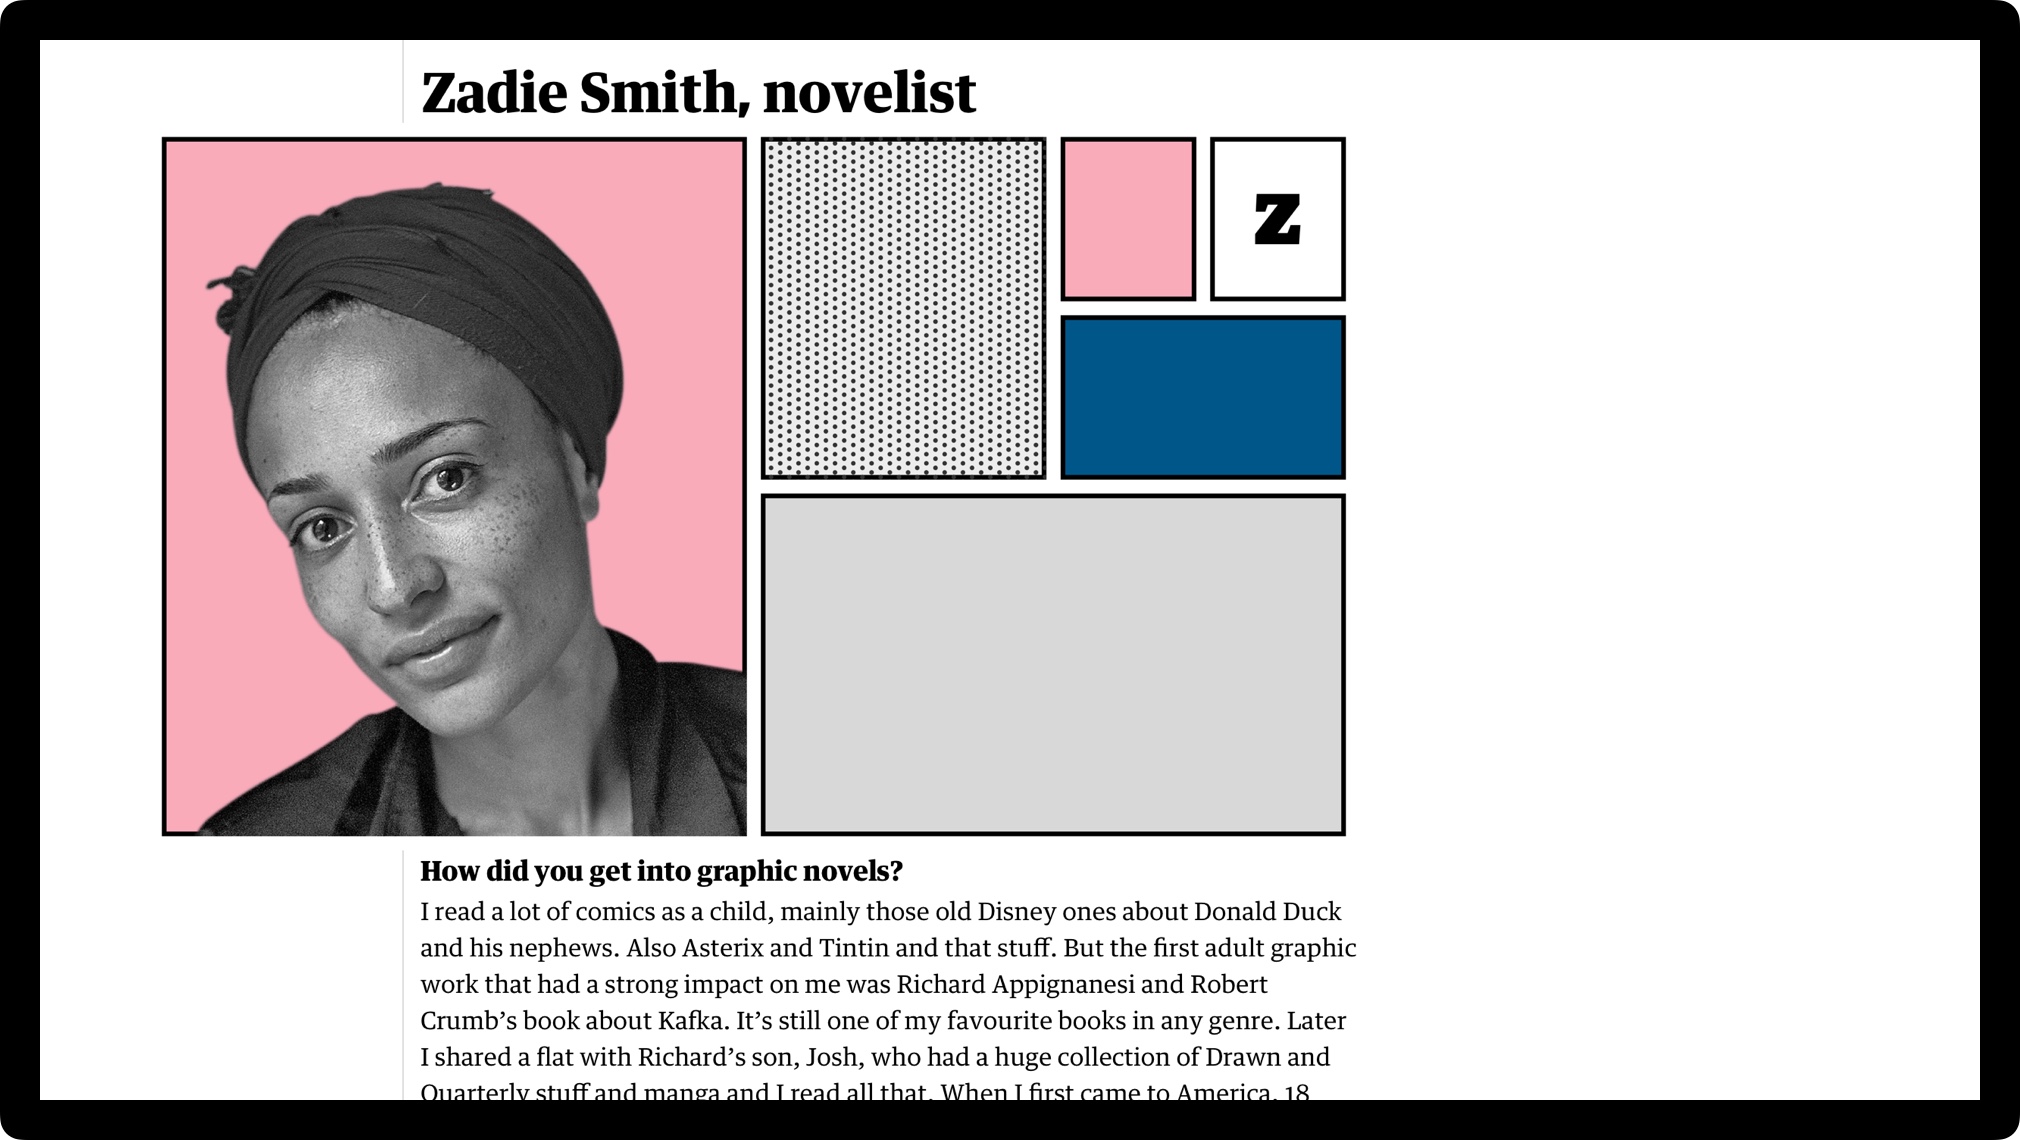 Zadie Smith, novelist
Z
How did you get into graphic novels?
I read a lot of comics as a child, mainly those old Disney ones about Donald Duck
and his nephews. Also Asterix and Tintin and that stuff. But the first adult graphic
work that had a strong impact on me was Richard Appignanesi and Robert
Crumb’s book about Kafka. It’s still one of my favourite books in any genre. Later
I shared a flat with Richard’s son, Josh, who had a huge collection of Drawn and
Quarterly stuff and manga and I read all that. When I first came to America, 18